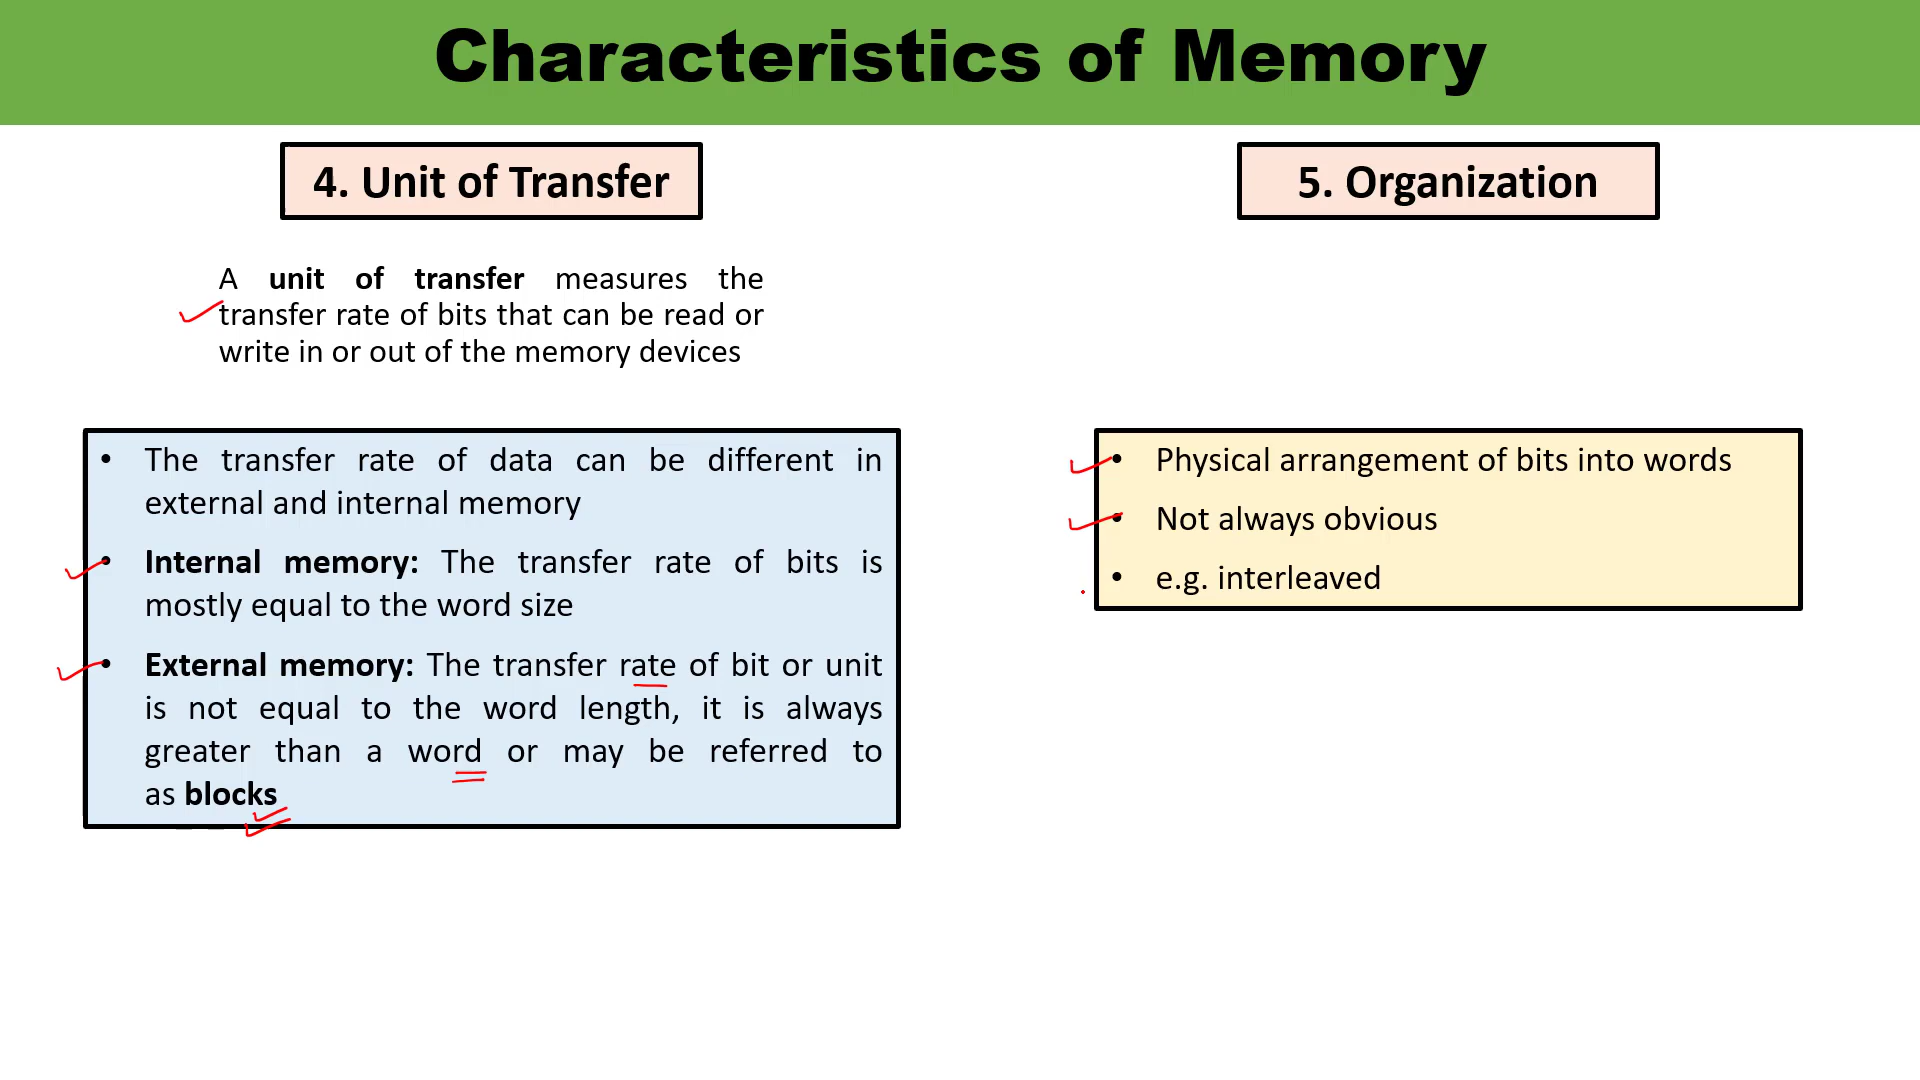 Characteristics of Memory
4. Unit of Transfer
A unit of transfer measures the
transfer rate of bits that can be read or
write in or out of the memory devices
• The transfer rate of data can be different in
external and internal memory
• Internal memory: The transfer rate of bits is
mostly equal to the word size
• External memory: The transfer rate of bit or unit
is not equal to the word length, it is always
greater than a word or may be referred to
as blocks
5. Organization
• Physical arrangement of bits into words
• Not always obvious
• e.g. interleaved